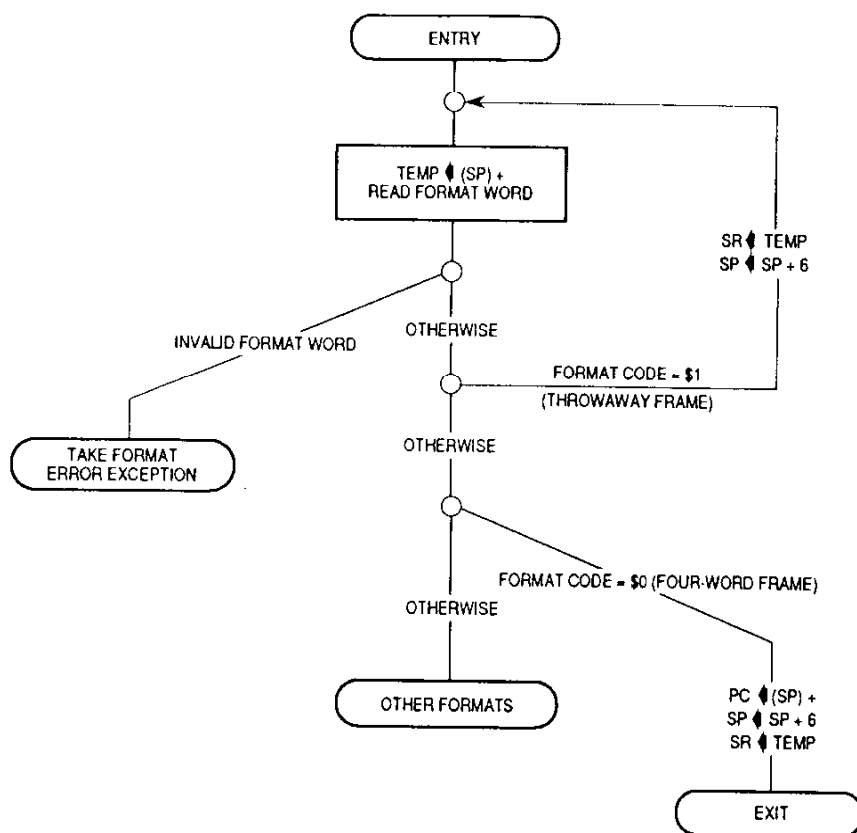 ENTRY
TEMP ◀ (SP) +
READ FORMAT WORD
SR ◀ TEMP
SP ◀ SP + 6
INVALID FORMAT WORD
OTHERWISE
FORMAT CODE = $1
(THROWAWAY FRAME)
TAKE FORMAT
ERROR EXCEPTION
OTHERWISE
FORMAT CODE = $0 (FOUR-WORD FRAME)
OTHERWISE
OTHER FORMATS
PC ◀ (SP) +
SP ◀ SP + 6
SR ◀ TEMP
EXIT